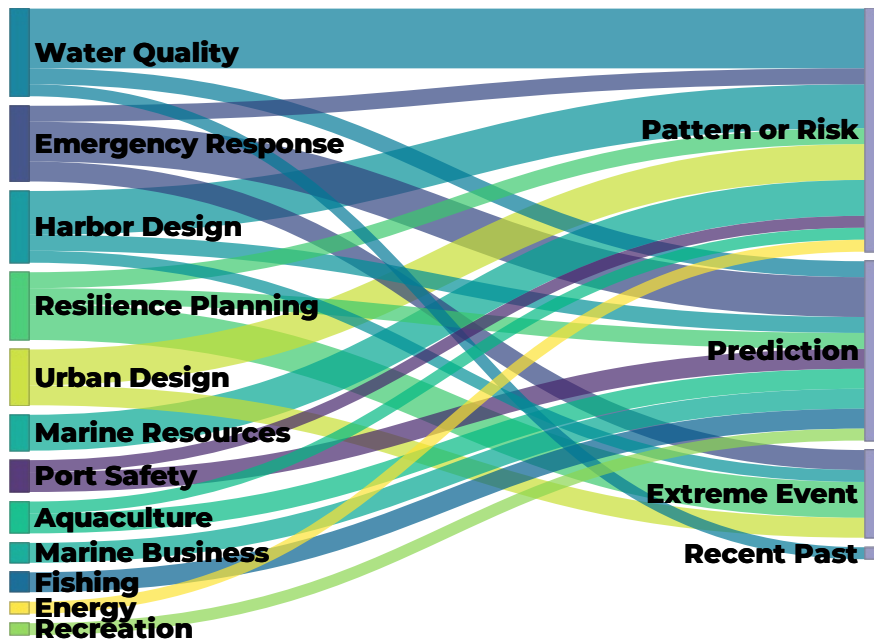 Water Quality
Emergency Response
Harbor Design
Resilience Planning
Urban Design
Marine Resources
Port Safety
Aquaculture
Marine Business
Fishing
Energy
Recreation
Pattern or Risk
Prediction
Extreme Event
Recent Past